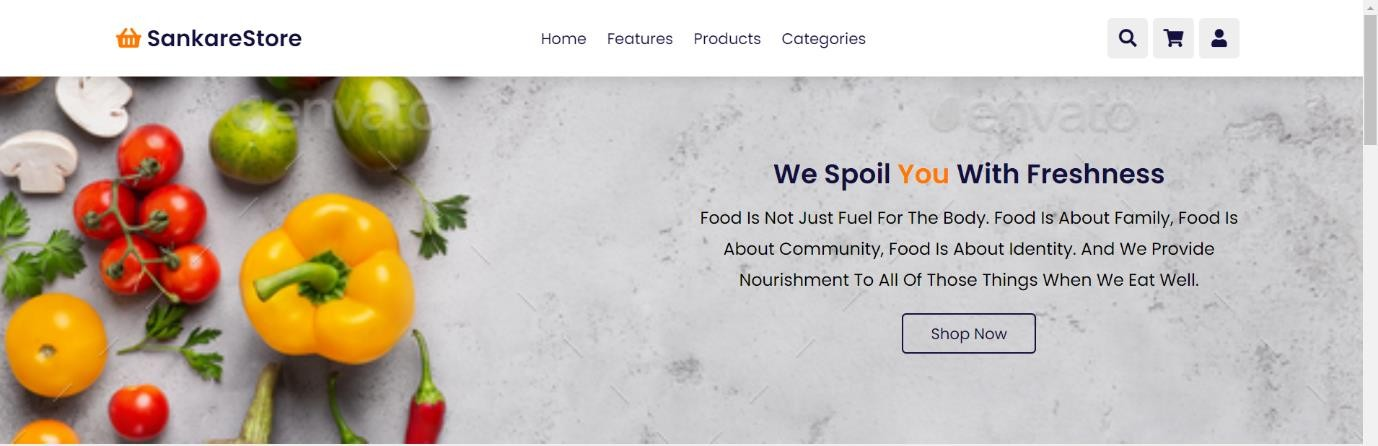 SankareStore
Home Features Products Categories
envato envato
We Spoil You With Freshness
Food Is Not Just Fuel For The Body. Food Is About Family, Food Is
About Community, Food Is About Identity. And We Provide
Nourishment To All Of Those Things When We Eat Well.
Shop Now